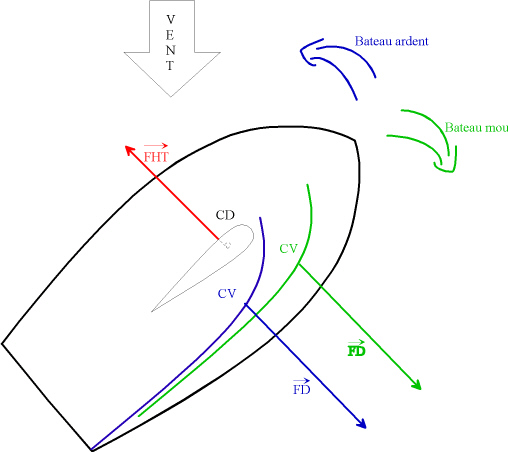 V
E
N
T
Bateau ardent
Bateau mou
FHT
CD
CV
CV
FD
FD